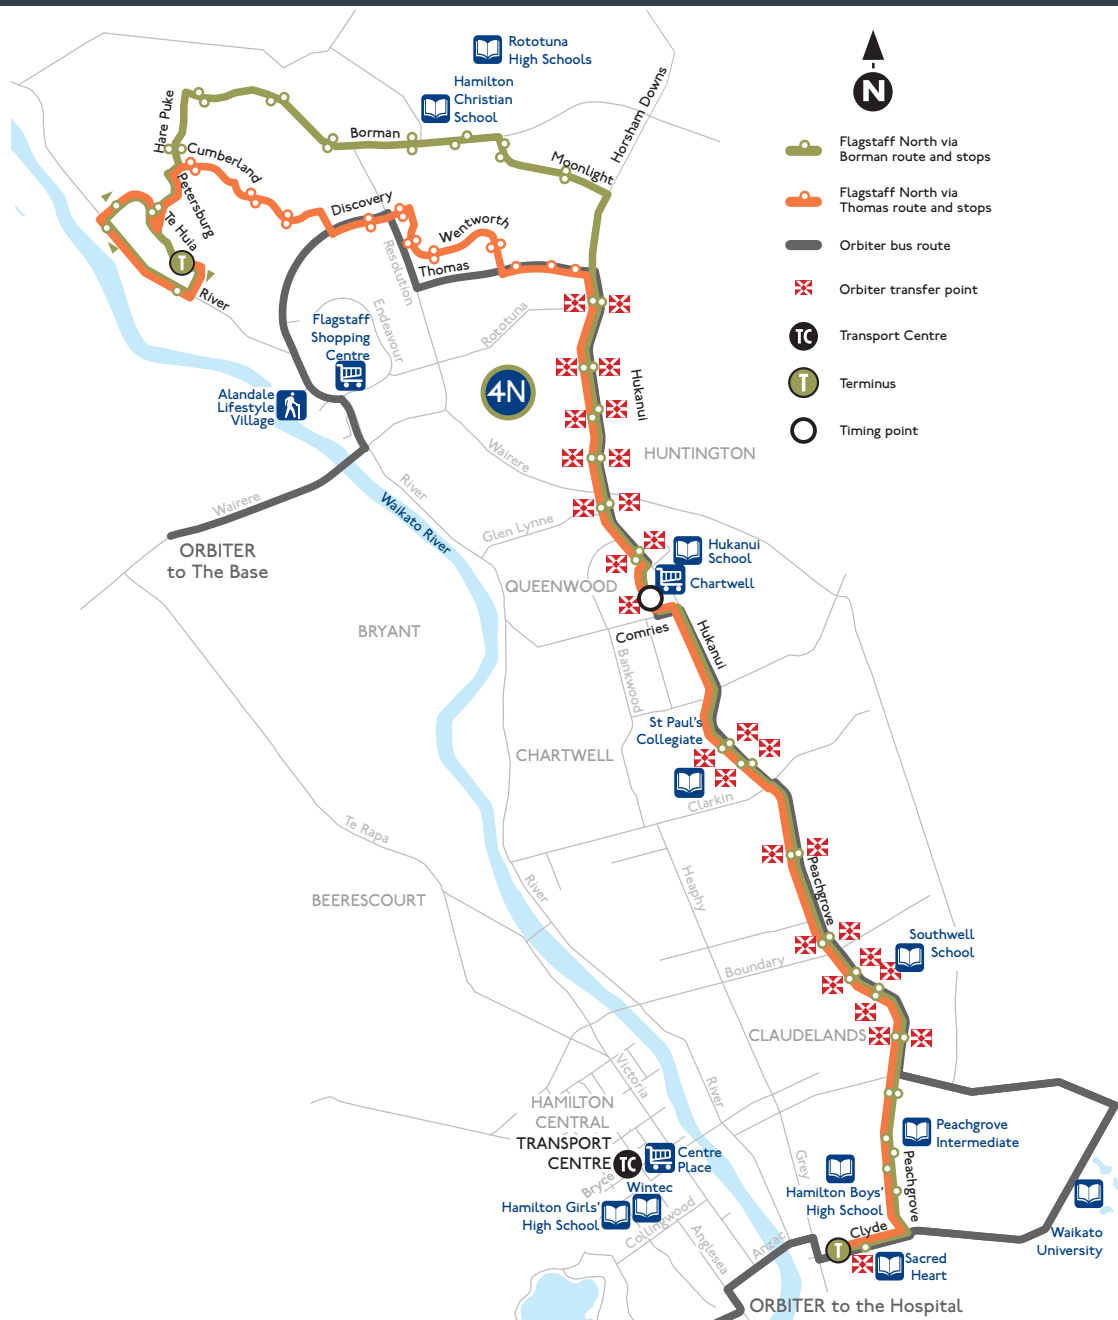 Rototuna
High Schools
Hamilton
Christian
School
N
Flagstaff North via
Borman route and stops
Flagstaff North via
Thomas route and stops
Orbiter bus route
Orbiter transfer point
TC
Transport Centre
T
Terminus
Timing point
Hare Puke
Borman
Horsham Downs
Moonlight
Cumberland
Petersburg
Te Huia
T
River
Discovery
Wentworth
Thomas
Resolution
Endeavour
Rototuna
Flagstaff
Shopping
Centre
4N
Hukanui
Alandale
Lifestyle
Village
HUNTINGTON
Wairere
River
Wairere
Waikato River
Glen Lynne
ORBITER
to The Base
Hukanui
School
QUEENWOOD
Chartwell
BRYANT
Comries
Hukanui
Bankwood
St Paul's
Collegiate
CHARTWELL
Clarkin
Te Rapa
Peachgrove
Heaphy
River
BEERESCOURT
Southwell
School
Boundary
CLAUDELANDS
Victoria
River
HAMILTON
CENTRAL
TRANSPORT
CENTRE
TC
Centre
Place
Peachgrove
Intermediate
Peachgrove
Grey
Bryce
Wintec
Hamilton Boys'
High School
Hamilton Girls'
High School
Collingwood
Anglesea
Anzac
Clyde
T
Waikato
University
Sacred
Heart
ORBITER to the Hospital